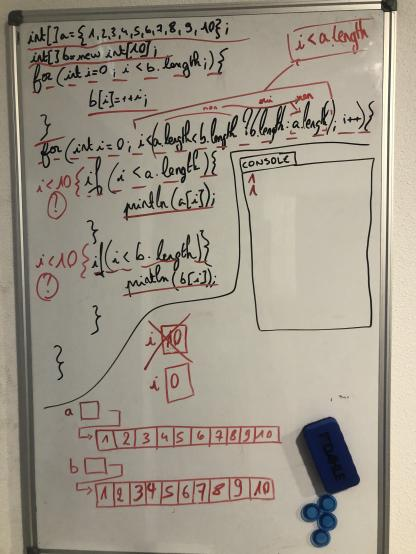 int[] a={1,2,3,4,5,6,7,8,9,10};
int[] b=new int[10];
for (int i=0; i<b.length;){
i<a.length
b[i]=++i;
}
non oui non
for (int i=0; i<(a.length<b.length ? b.length: a.length); i++){
i<10 { if (i<a.length){
?
println(a[i]);
}
i<10 { if (i<b.length){
?
println(b[i]);
}
}
}
CONSOLE
1
1
i 10
i 0
a
1 2 3 4 5 6 7 8 9 10
b
1 2 3 4 5 6 7 8 9 10